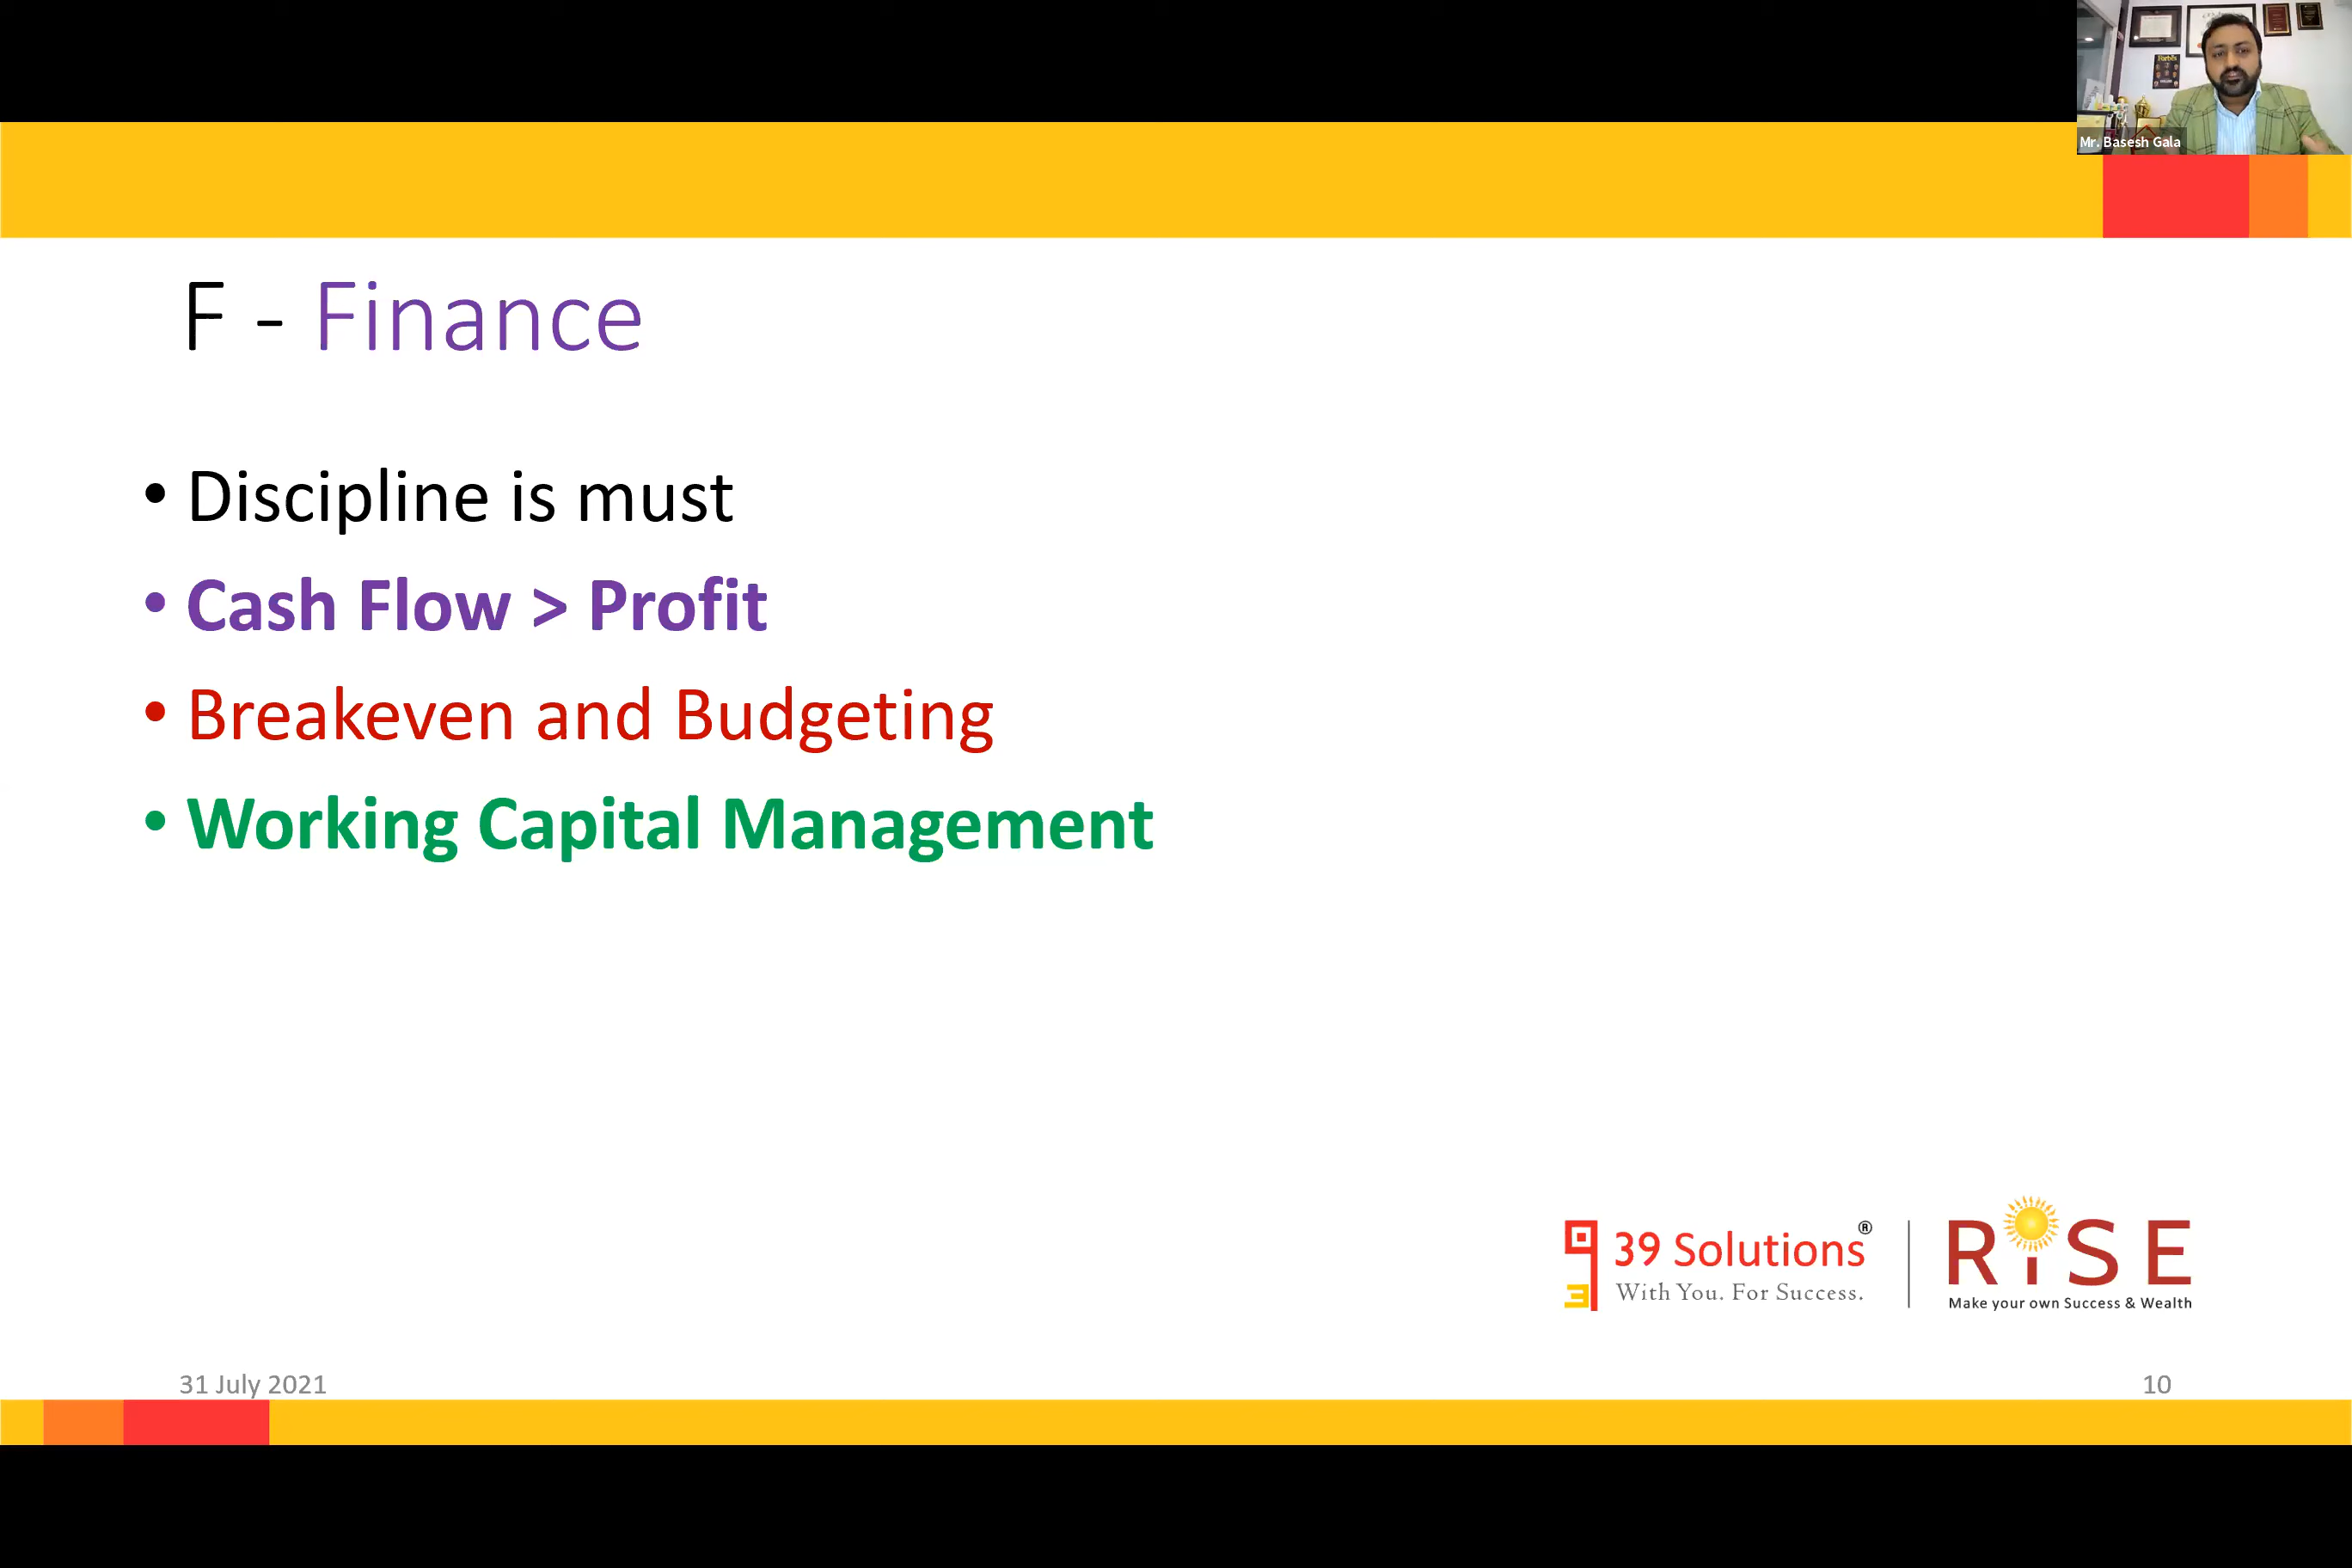 Forbes
Mr. Basesh Gala
F - Finance
• Discipline is must
• Cash Flow > Profit
• Breakeven and Budgeting
• Working Capital Management
39 Solutions®
With You. For Success.
RiSE
Make your own Success & Wealth
31 July 2021
10